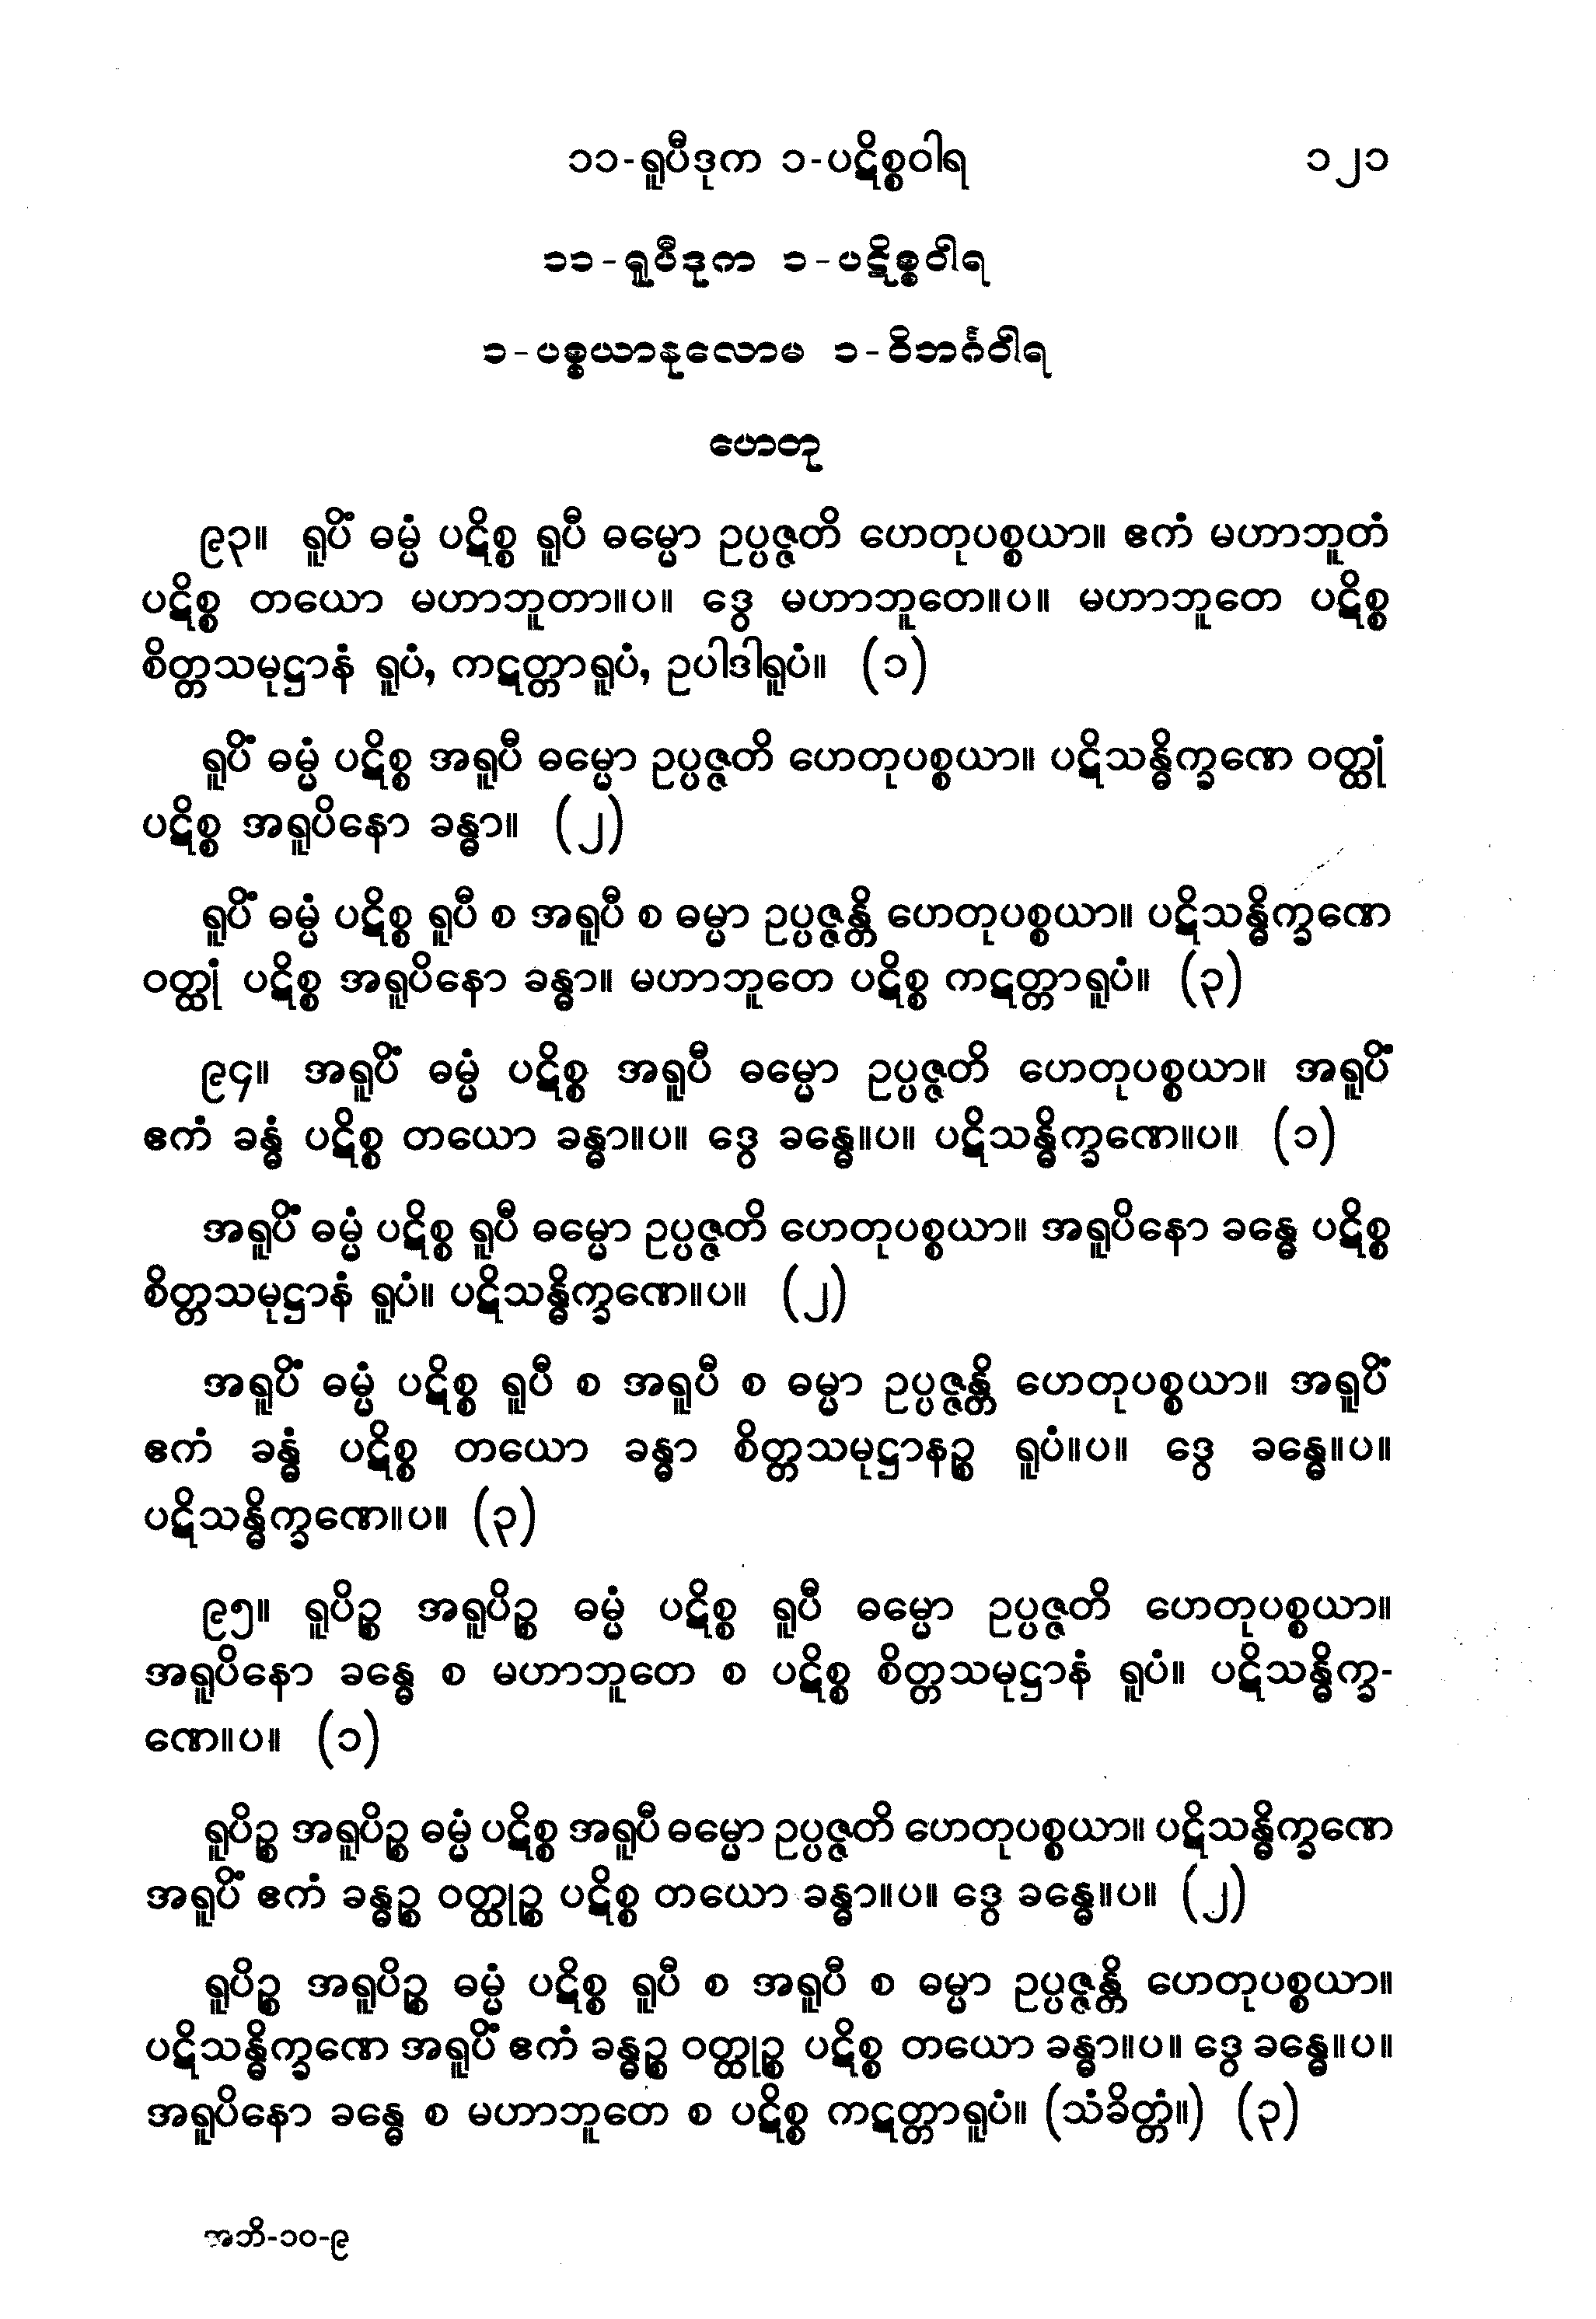 ၁၁-ရူပီဒုက ၁-ပဋိစ္စဝါရ ၁၂၁
၁၁-ရူပီဒုက ၁-ပဋိစ္စဝါရ
၁-ပစ္စယာနုလောမ ၁-ဝိဘင်္ဂဝါရ
ဟေတု
၉၃။ ရူပိံ ဓမ္မံ ပဋိစ္စ ရူပီ ဓမ္မော ဥပ္ပဇ္ဇတိ ဟေတုပစ္စယာ။ ဧကံ မဟာဘူတံ
ပဋိစ္စ တယော မဟာဘူတာ။ပ။ ဒွေ မဟာဘူတေ။ပ။ မဟာဘူတေ ပဋိစ္စ
စိတ္တသမုဋ္ဌာနံ ရူပံ, ကဋတ္တာရူပံ, ဥပါဒါရူပံ။ (၁)
ရူပိံ ဓမ္မံ ပဋိစ္စ အရူပီ ဓမ္မော ဥပ္ပဇ္ဇတိ ဟေတုပစ္စယာ။ ပဋိသန္ဓိက္ခဏေ ဝတ္ထုံ
ပဋိစ္စ အရူပိနော ခန္ဓာ။ (၂)
ရူပိံ ဓမ္မံ ပဋိစ္စ ရူပီ စ အရူပီ စ ဓမ္မာ ဥပ္ပဇ္ဇန္တိ ဟေတုပစ္စယာ။ ပဋိသန္ဓိက္ခဏေ
ဝတ္ထုံ ပဋိစ္စ အရူပိနော ခန္ဓာ။ မဟာဘူတေ ပဋိစ္စ ကဋတ္တာရူပံ။ (၃)
၉၄။ အရူပိံ ဓမ္မံ ပဋိစ္စ အရူပီ ဓမ္မော ဥပ္ပဇ္ဇတိ ဟေတုပစ္စယာ။ အရူပိံ
ဧကံ ခန္ဓံ ပဋိစ္စ တယော ခန္ဓာ။ပ။ ဒွေ ခန္ဓေ။ပ။ ပဋိသန္ဓိက္ခဏေ။ပ။ (၁)
အရူပိံ ဓမ္မံ ပဋိစ္စ ရူပီ ဓမ္မော ဥပ္ပဇ္ဇတိ ဟေတုပစ္စယာ။ အရူပိနော ခန္ဓေ ပဋိစ္စ
စိတ္တသမုဋ္ဌာနံ ရူပံ။ ပဋိသန္ဓိက္ခဏေ။ပ။ (၂)
အရူပိံ ဓမ္မံ ပဋိစ္စ ရူပီ စ အရူပီ စ ဓမ္မာ ဥပ္ပဇ္ဇန္တိ ဟေတုပစ္စယာ။ အရူပိံ
ဧကံ ခန္ဓံ ပဋိစ္စ တယော ခန္ဓာ စိတ္တသမုဋ္ဌာနဉ္စ ရူပံ။ပ။ ဒွေ ခန္ဓေ။ပ။
ပဋိသန္ဓိက္ခဏေ။ပ။ (၃)
၉၅။ ရူပိဉ္စ အရူပိဉ္စ ဓမ္မံ ပဋိစ္စ ရူပီ ဓမ္မော ဥပ္ပဇ္ဇတိ ဟေတုပစ္စယာ။
အရူပိနော ခန္ဓေ စ မဟာဘူတေ စ ပဋိစ္စ စိတ္တသမုဋ္ဌာနံ ရူပံ။ ပဋိသန္ဓိက္ခ-
ဏေ။ပ။ (၁)
ရူပိဉ္စ အရူပိဉ္စ ဓမ္မံ ပဋိစ္စ အရူပီ ဓမ္မော ဥပ္ပဇ္ဇတိ ဟေတုပစ္စယာ။ ပဋိသန္ဓိက္ခဏေ
အရူပိံ ဧကံ ခန္ဓဉ္စ ဝတ္ထုဉ္စ ပဋိစ္စ တယော ခန္ဓာ။ပ။ ဒွေ ခန္ဓေ။ပ။ (၂)
ရူပိဉ္စ အရူပိဉ္စ ဓမ္မံ ပဋိစ္စ ရူပီ စ အရူပီ စ ဓမ္မာ ဥပ္ပဇ္ဇန္တိ ဟေတုပစ္စယာ။
ပဋိသန္ဓိက္ခဏေ အရူပိံ ဧကံ ခန္ဓဉ္စ ဝတ္ထုဉ္စ ပဋိစ္စ တယော ခန္ဓာ။ပ။ ဒွေ ခန္ဓေ။ပ။
အရူပိနော ခန္ဓေ စ မဟာဘူတေ စ ပဋိစ္စ ကဋတ္တာရူပံ။ (သံခိတ္တံ။) (၃)
အဘိ-၁၀-၉